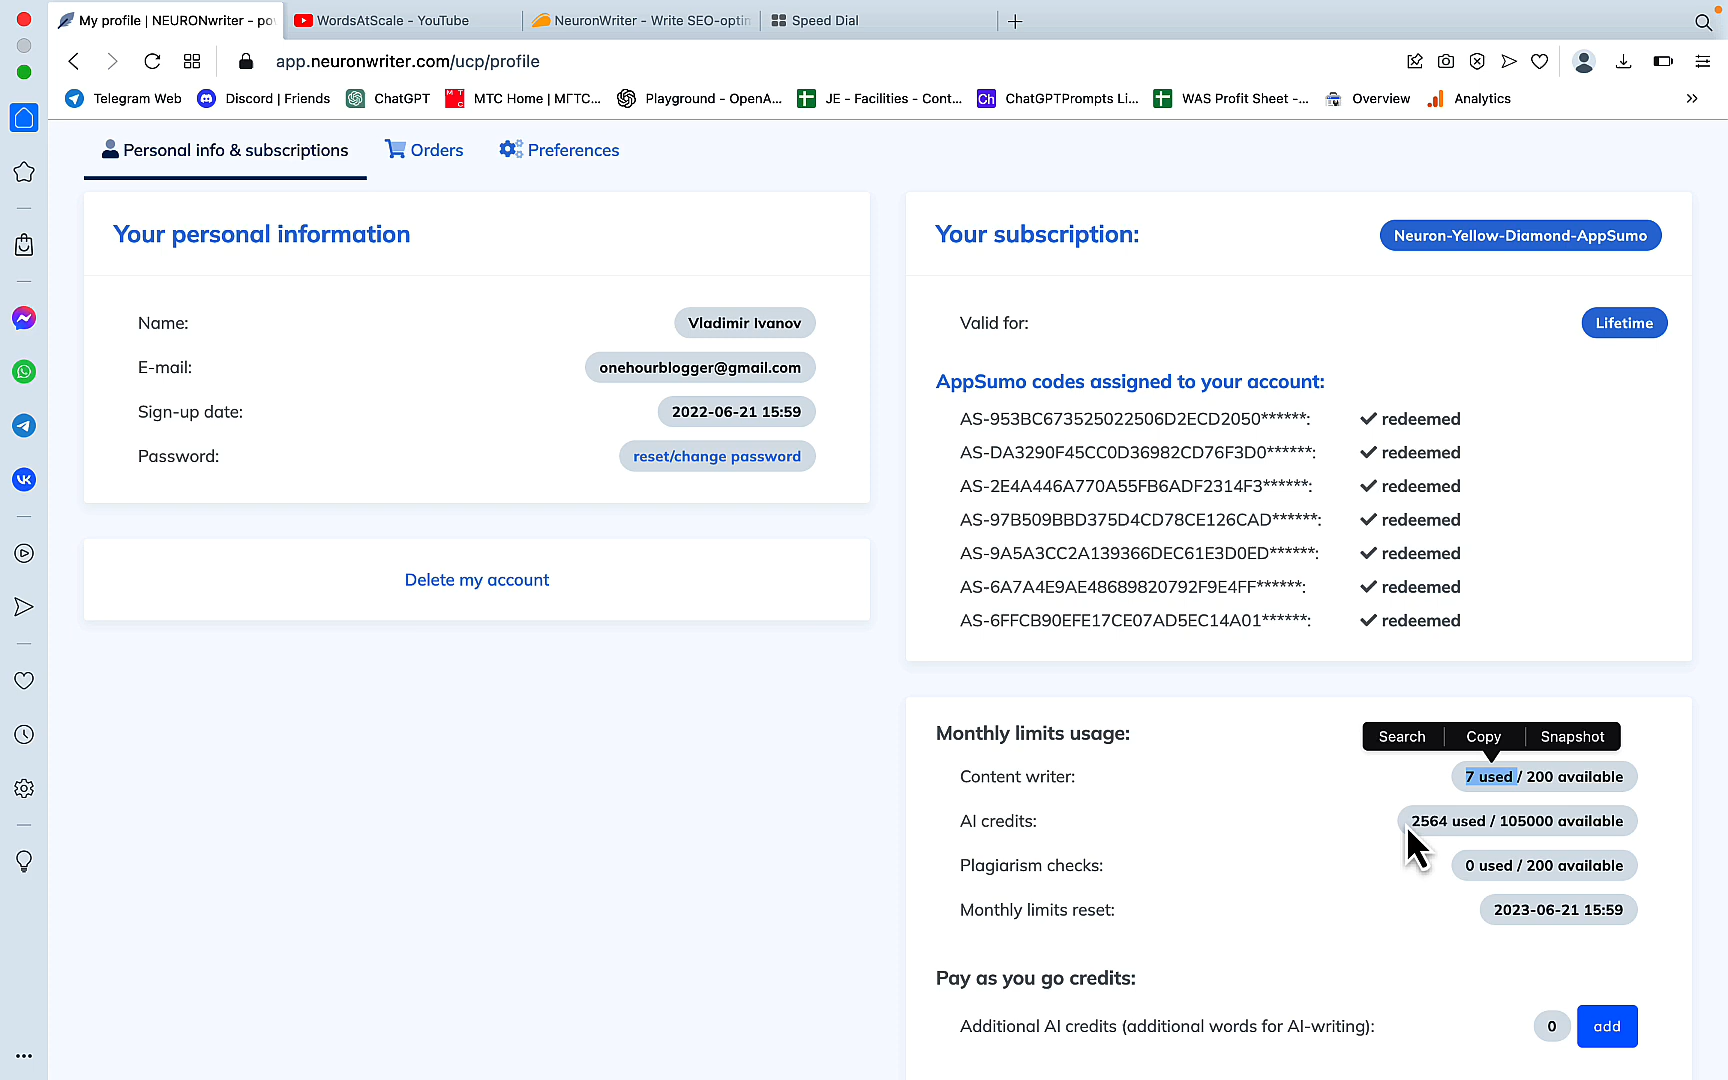 My profile | NEURONwriter - po
WordsAtScale - YouTube
NeuronWriter - Write SEO-optin
Speed Dial
app.neuronwriter.com/ucp/profile
Telegram Web
Discord | Friends
ChatGPT
MTC Home | МГТС...
Playground - OpenA...
JE - Facilities - Cont...
Ch
ChatGPTPrompts Li...
WAS Profit Sheet -...
Overview
Analytics
Personal info & subscriptions
Orders
Preferences
Your personal information
Name:
Vladimir Ivanov
E-mail:
onehourblogger@gmail.com
Sign-up date:
2022-06-21 15:59
Password:
reset/change password
Delete my account
Your subscription:
Neuron-Yellow-Diamond-AppSumo
Valid for:
Lifetime
AppSumo codes assigned to your account:
AS-953BC673525022506D2ECD2050******: redeemed
AS-DA3290F45CC0D36982CD76F3D0******: redeemed
AS-2E4A446A770A55FB6ADF2314F3******: redeemed
AS-97B509BBD375D4CD78CE126CAD******: redeemed
AS-9A5A3CC2A139366DEC61E3D0ED******: redeemed
AS-6A7A4E9AE48689820792F9E4FF******: redeemed
AS-6FFCB90EFE17CE07AD5EC14A01******: redeemed
Monthly limits usage:
Search
Copy
Snapshot
Content writer:
7 used / 200 available
AI credits:
2564 used / 105000 available
Plagiarism checks:
0 used / 200 available
Monthly limits reset:
2023-06-21 15:59
Pay as you go credits:
Additional AI credits (additional words for AI-writing):
0
add